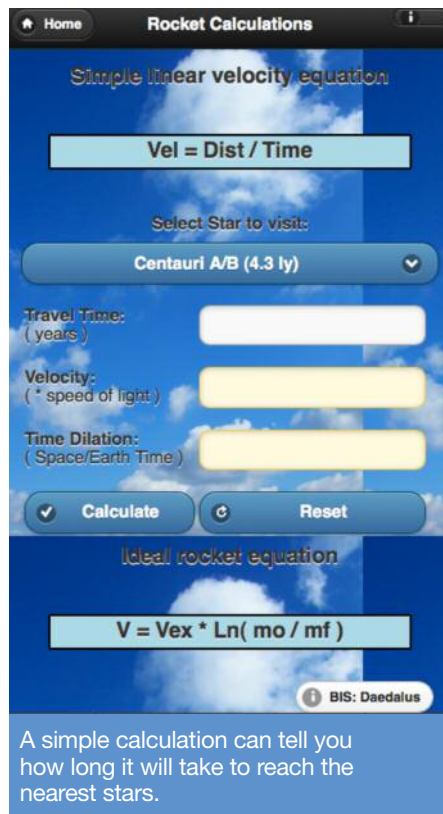 Home
Rocket Calculations
Simple linear velocity equation
Vel = Dist / Time
Select Star to visit:
Centauri A/B (4.3 ly)
Travel Time:
( years )
Velocity:
( * speed of light )
Time Dilation:
( Space/Earth Time )
Calculate
Reset
Ideal rocket equation
V = Vex * Ln( mo / mf )
BIS: Daedalus
A simple calculation can tell you
how long it will take to reach the
nearest stars.